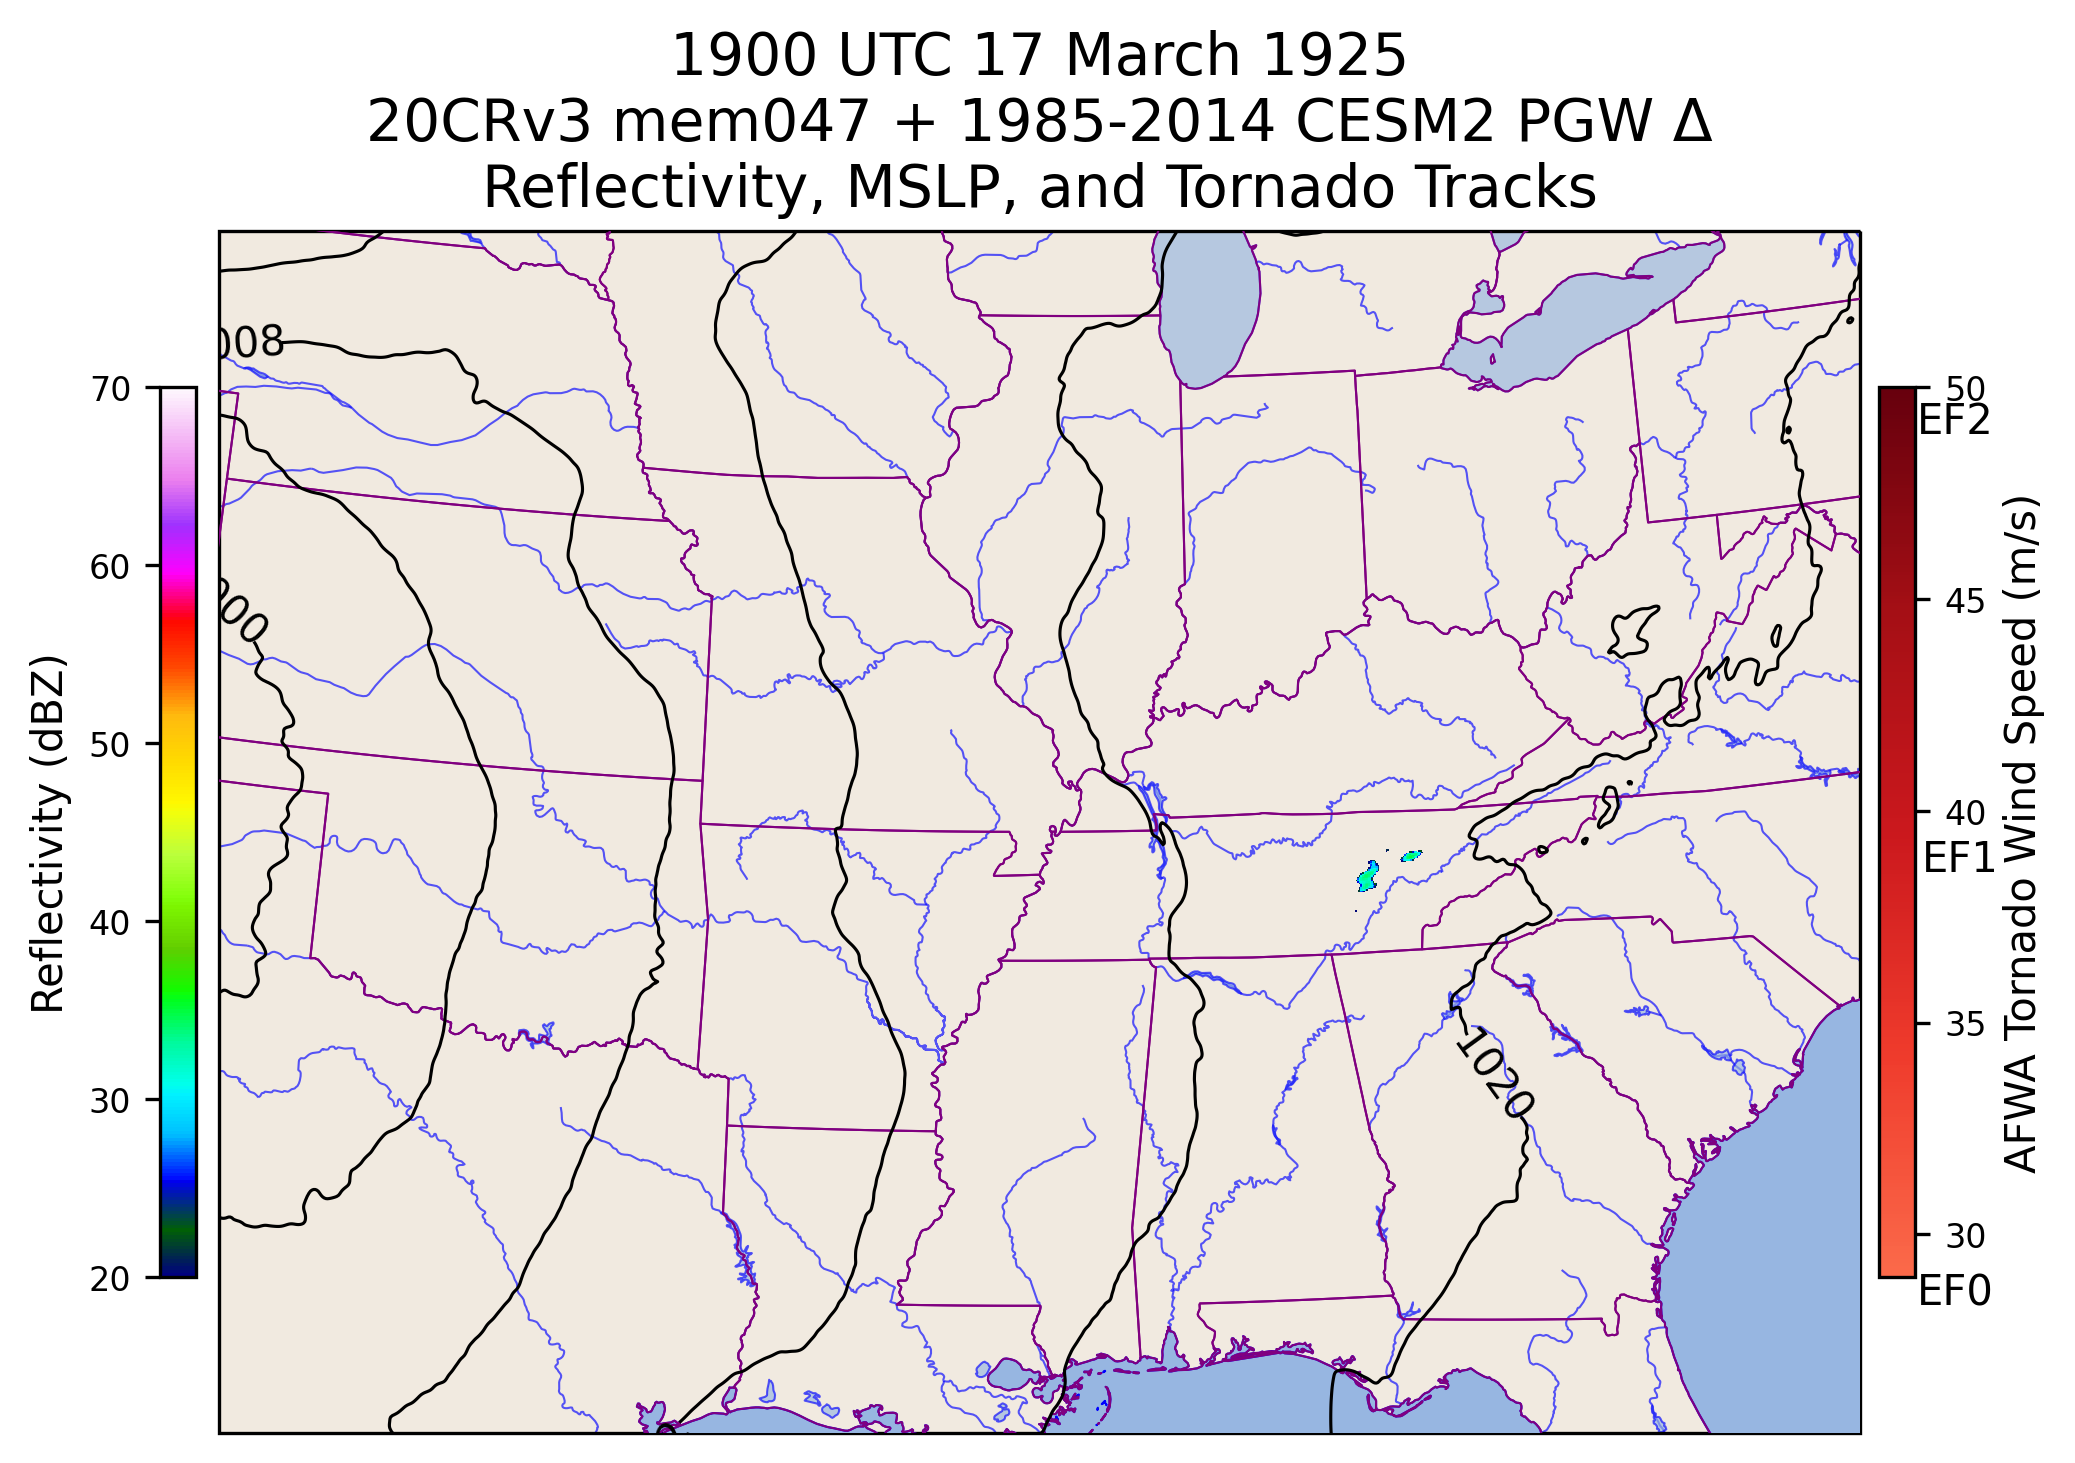 1900 UTC 17 March 1925
20CRv3 mem047 + 1985-2014 CESM2 PGW Δ
Reflectivity, MSLP, and Tornado Tracks
008
000
1020
70
60
50
40
30
20
Reflectivity (dBZ)
50
EF2
45
40
EF1
35
30
EF0
AFWA Tornado Wind Speed (m/s)